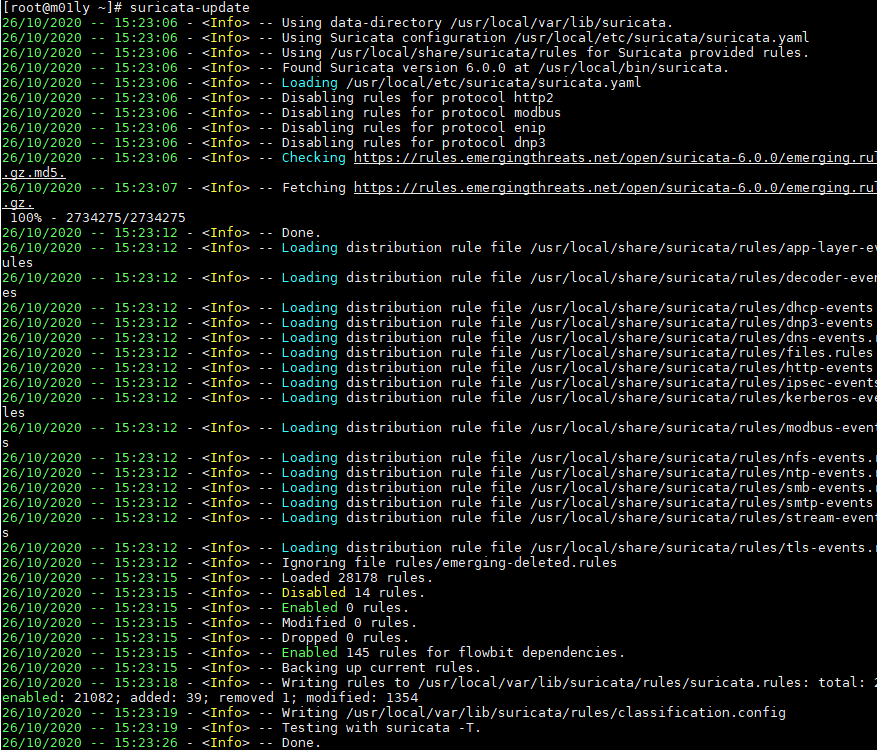 [root@m01ly ~]# suricata-update
26/10/2020 -- 15:23:06 - <Info> -- Using data-directory /usr/local/var/lib/suricata.
26/10/2020 -- 15:23:06 - <Info> -- Using Suricata configuration /usr/local/etc/suricata/suricata.yaml
26/10/2020 -- 15:23:06 - <Info> -- Using /usr/local/share/suricata/rules for Suricata provided rules.
26/10/2020 -- 15:23:06 - <Info> -- Found Suricata version 6.0.0 at /usr/local/bin/suricata.
26/10/2020 -- 15:23:06 - <Info> -- Loading /usr/local/etc/suricata/suricata.yaml
26/10/2020 -- 15:23:06 - <Info> -- Disabling rules for protocol http2
26/10/2020 -- 15:23:06 - <Info> -- Disabling rules for protocol modbus
26/10/2020 -- 15:23:06 - <Info> -- Disabling rules for protocol enip
26/10/2020 -- 15:23:06 - <Info> -- Disabling rules for protocol dnp3
26/10/2020 -- 15:23:06 - <Info> -- Checking https://rules.emergingthreats.net/open/suricata-6.0.0/emerging.ru
.gz.md5.
26/10/2020 -- 15:23:07 - <Info> -- Fetching https://rules.emergingthreats.net/open/suricata-6.0.0/emerging.ru
.gz.
100% - 2734275/2734275
26/10/2020 -- 15:23:12 - <Info> -- Done.
26/10/2020 -- 15:23:12 - <Info> -- Loading distribution rule file /usr/local/share/suricata/rules/app-layer-ev
ules
26/10/2020 -- 15:23:12 - <Info> -- Loading distribution rule file /usr/local/share/suricata/rules/decoder-even
es
26/10/2020 -- 15:23:12 - <Info> -- Loading distribution rule file /usr/local/share/suricata/rules/dhcp-events
26/10/2020 -- 15:23:12 - <Info> -- Loading distribution rule file /usr/local/share/suricata/rules/dnp3-events
26/10/2020 -- 15:23:12 - <Info> -- Loading distribution rule file /usr/local/share/suricata/rules/dns-events.r
26/10/2020 -- 15:23:12 - <Info> -- Loading distribution rule file /usr/local/share/suricata/rules/files.rules
26/10/2020 -- 15:23:12 - <Info> -- Loading distribution rule file /usr/local/share/suricata/rules/http-events
26/10/2020 -- 15:23:12 - <Info> -- Loading distribution rule file /usr/local/share/suricata/rules/ipsec-events
26/10/2020 -- 15:23:12 - <Info> -- Loading distribution rule file /usr/local/share/suricata/rules/kerberos-eve
les
26/10/2020 -- 15:23:12 - <Info> -- Loading distribution rule file /usr/local/share/suricata/rules/modbus-event
s
26/10/2020 -- 15:23:12 - <Info> -- Loading distribution rule file /usr/local/share/suricata/rules/nfs-events.r
26/10/2020 -- 15:23:12 - <Info> -- Loading distribution rule file /usr/local/share/suricata/rules/ntp-events.r
26/10/2020 -- 15:23:12 - <Info> -- Loading distribution rule file /usr/local/share/suricata/rules/smb-events.r
26/10/2020 -- 15:23:12 - <Info> -- Loading distribution rule file /usr/local/share/suricata/rules/smtp-events
26/10/2020 -- 15:23:12 - <Info> -- Loading distribution rule file /usr/local/share/suricata/rules/stream-event
s
26/10/2020 -- 15:23:12 - <Info> -- Loading distribution rule file /usr/local/share/suricata/rules/tls-events.r
26/10/2020 -- 15:23:12 - <Info> -- Ignoring file rules/emerging-deleted.rules
26/10/2020 -- 15:23:15 - <Info> -- Loaded 28178 rules.
26/10/2020 -- 15:23:15 - <Info> -- Disabled 14 rules.
26/10/2020 -- 15:23:15 - <Info> -- Enabled 0 rules.
26/10/2020 -- 15:23:15 - <Info> -- Modified 0 rules.
26/10/2020 -- 15:23:15 - <Info> -- Dropped 0 rules.
26/10/2020 -- 15:23:15 - <Info> -- Enabled 145 rules for flowbit dependencies.
26/10/2020 -- 15:23:15 - <Info> -- Backing up current rules.
26/10/2020 -- 15:23:18 - <Info> -- Writing rules to /usr/local/var/lib/suricata/rules/suricata.rules: total: 2
enabled: 21082; added: 39; removed 1; modified: 1354
26/10/2020 -- 15:23:19 - <Info> -- Writing /usr/local/var/lib/suricata/rules/classification.config
26/10/2020 -- 15:23:19 - <Info> -- Testing with suricata -T.
26/10/2020 -- 15:23:26 - <Info> -- Done.